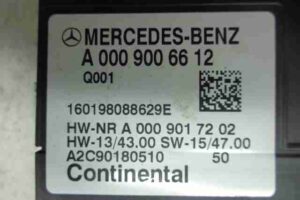 MERCEDES-BENZ
A 000 900 66 12
Q001
160198088629E
HW-NR A 000 901 72 02
HW-13/43.00 SW-15/47.00
A2C90180510 50
Continental